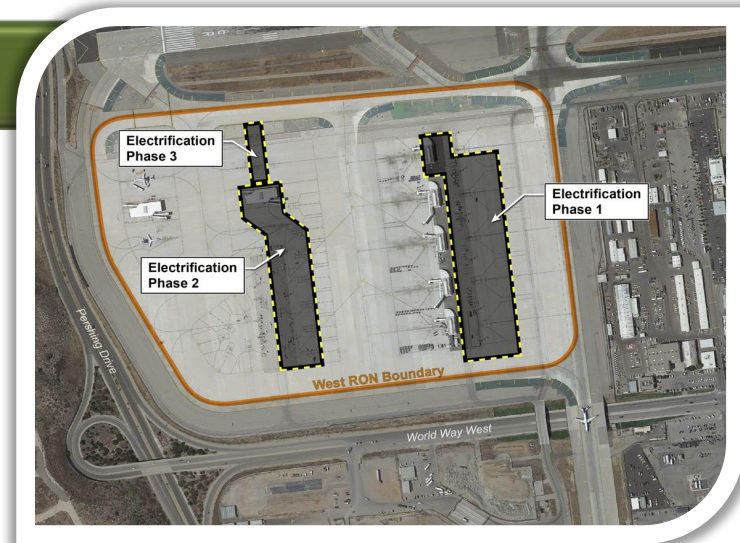 Electrification
Phase 3
Electrification
Phase 1
Electrification
Phase 2
Pershing Drive
West RON Boundary
World Way West